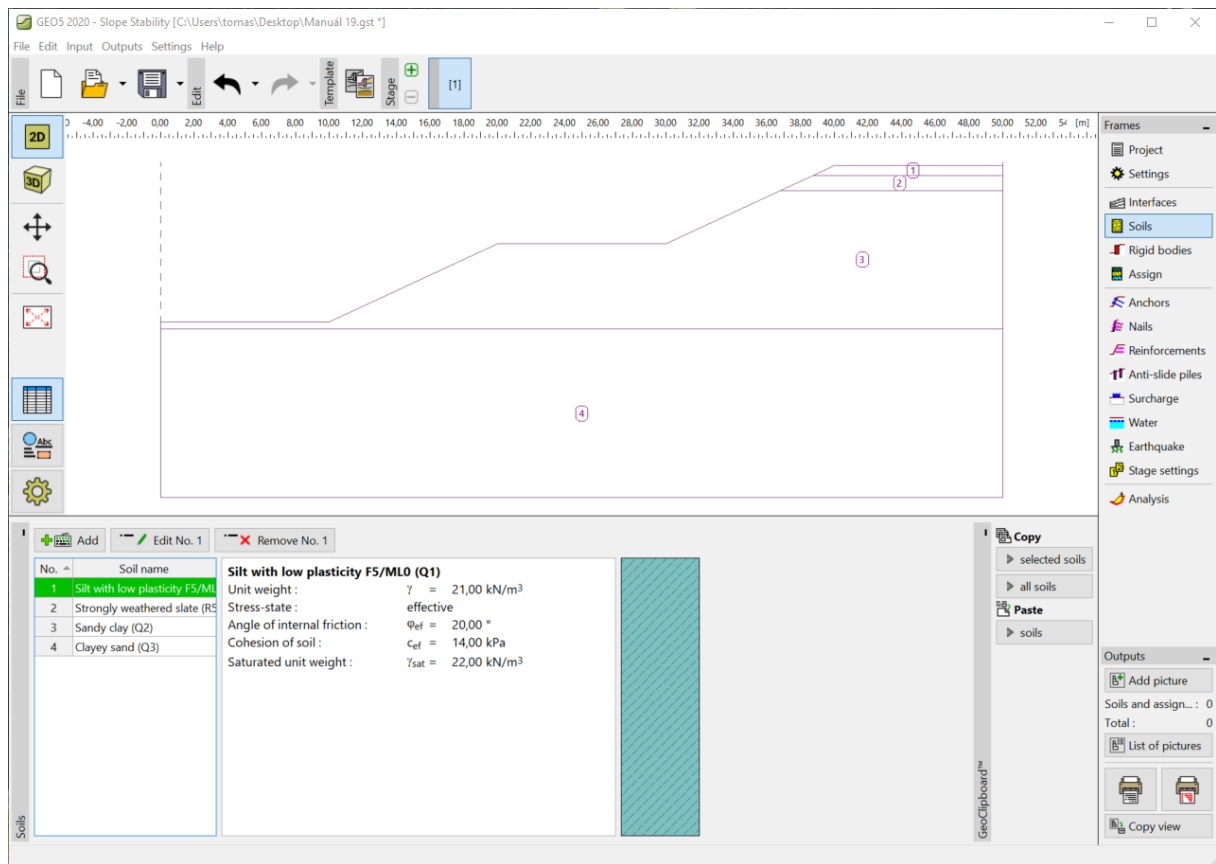 GEO5 2020 - Slope Stability [C:\Users\tomas\Desktop\Manuál 19.gst *]
File Edit Input Outputs Settings Help
File
Edit
Template
Stage
[1]
2D
3D
Abc
-4,00 -2,00 0,00 2,00 4,00 6,00 8,00 10,00 12,00 14,00 16,00 18,00 20,00 22,00 24,00 26,00 28,00 30,00 32,00 34,00 36,00 38,00 40,00 42,00 44,00 46,00 48,00 50,00 52,00 [m]
1
2
3
4
Frames
Project
Settings
Interfaces
Soils
Rigid bodies
Assign
Anchors
Nails
Reinforcements
Anti-slide piles
Surcharge
Water
Earthquake
Stage settings
Analysis
Soils
Add
Edit No. 1
Remove No. 1
No. Soil name
1 Silt with low plasticity F5/ML
2 Strongly weathered slate (R5
3 Sandy clay (Q2)
4 Clayey sand (Q3)
Silt with low plasticity F5/ML0 (Q1)
Unit weight : γ = 21,00 kN/m³
Stress-state : effective
Angle of internal friction : φef = 20,00 °
Cohesion of soil : cef = 14,00 kPa
Saturated unit weight : γsat = 22,00 kN/m³
GeoClipboard™
Copy
selected soils
all soils
Paste
soils
Outputs
Add picture
Soils and assign... : 0
Total : 0
List of pictures
Copy view